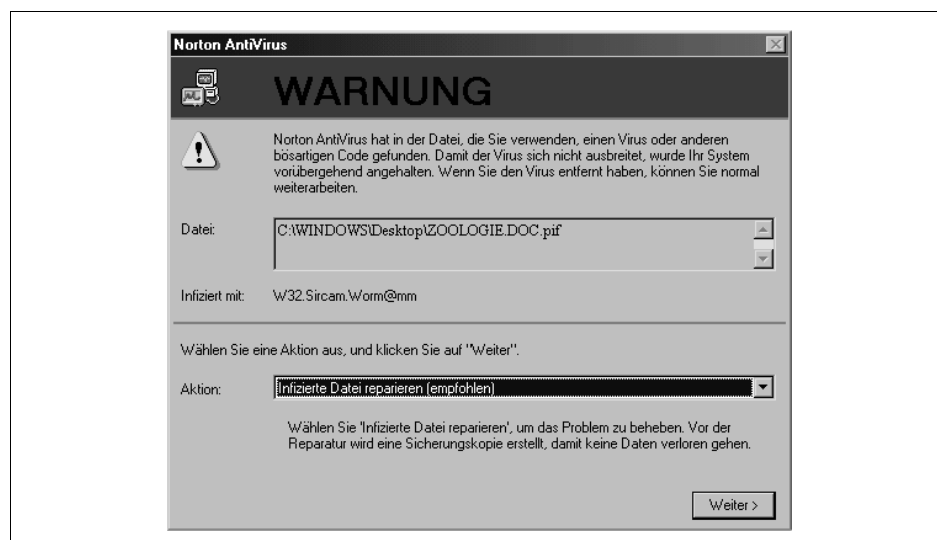 Norton AntiVirus
WARNUNG
Norton AntiVirus hat in der Datei, die Sie verwenden, einen Virus oder anderen
bösartigen Code gefunden. Damit der Virus sich nicht ausbreitet, wurde Ihr System
vorübergehend angehalten. Wenn Sie den Virus entfernt haben, können Sie normal
weiterarbeiten.
Datei: C:\WINDOWS\Desktop\ZOOLOGIE.DOC.pif
Infiziert mit: W32.Sircam.Worm@mm
Wählen Sie eine Aktion aus, und klicken Sie auf "Weiter".
Aktion: Infizierte Datei reparieren (empfohlen)
Wählen Sie 'Infizierte Datei reparieren', um das Problem zu beheben. Vor der
Reparatur wird eine Sicherungskopie erstellt, damit keine Daten verloren gehen.
Weiter >